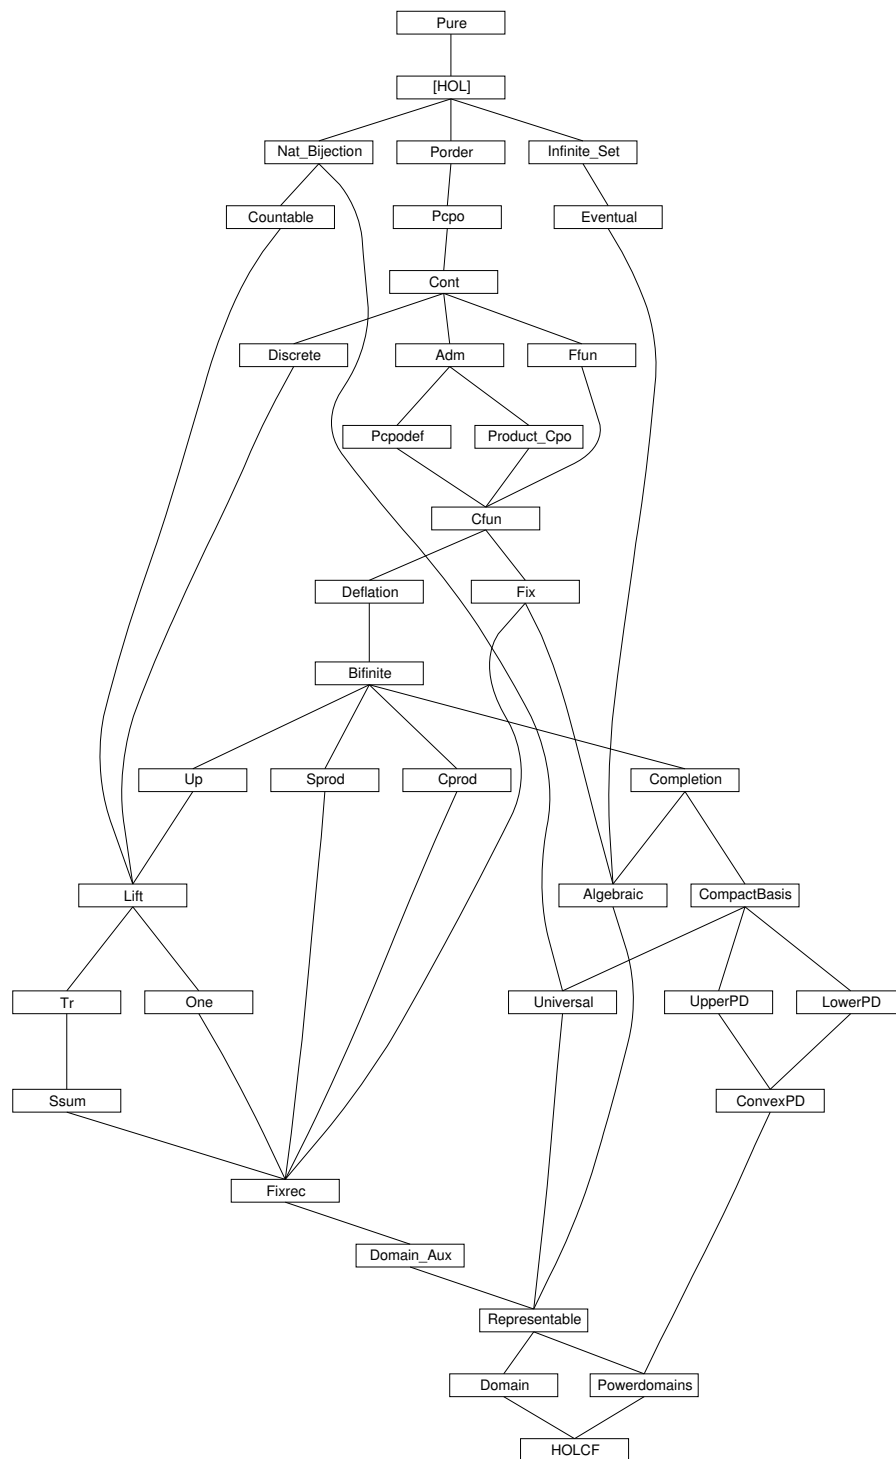 Pure
[HOL]
Nat_Bijection
Porder
Infinite_Set
Countable
Pcpo
Eventual
Cont
Discrete
Adm
Ffun
Pcpodef
Product_Cpo
Cfun
Deflation
Fix
Bifinite
Up
Sprod
Cprod
Completion
Lift
Algebraic
CompactBasis
Tr
One
Universal
UpperPD
LowerPD
Ssum
ConvexPD
Fixrec
Domain_Aux
Representable
Domain
Powerdomains
HOLCF